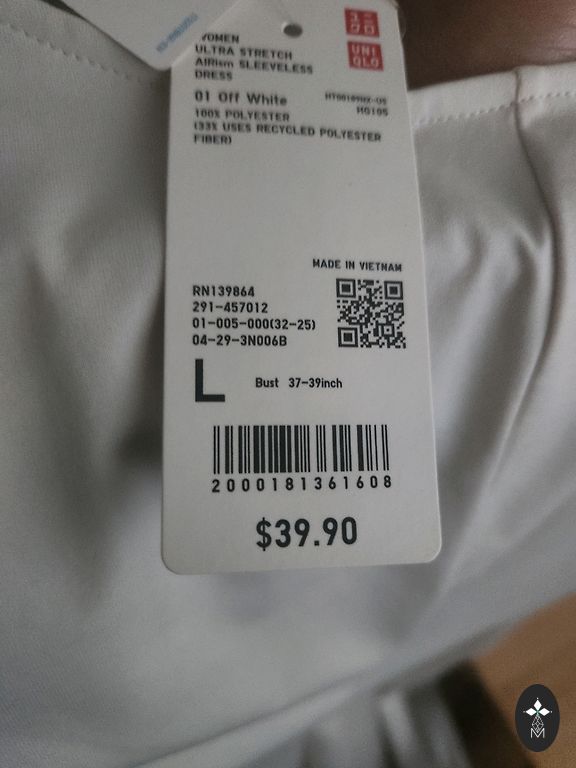 WOMEN
ULTRA STRETCH
AIRism SLEEVELESS
DRESS
ユニ
クロ
UNI
QLO
01 Off White
100% POLYESTER
(33% USES RECYCLED POLYESTER
FIBER)
HG105
MADE IN VIETNAM
RN139864
291-457012
01-005-000(32-25)
04-29-3N006B
L
Bust 37-39inch
2000181361608
$39.90
M